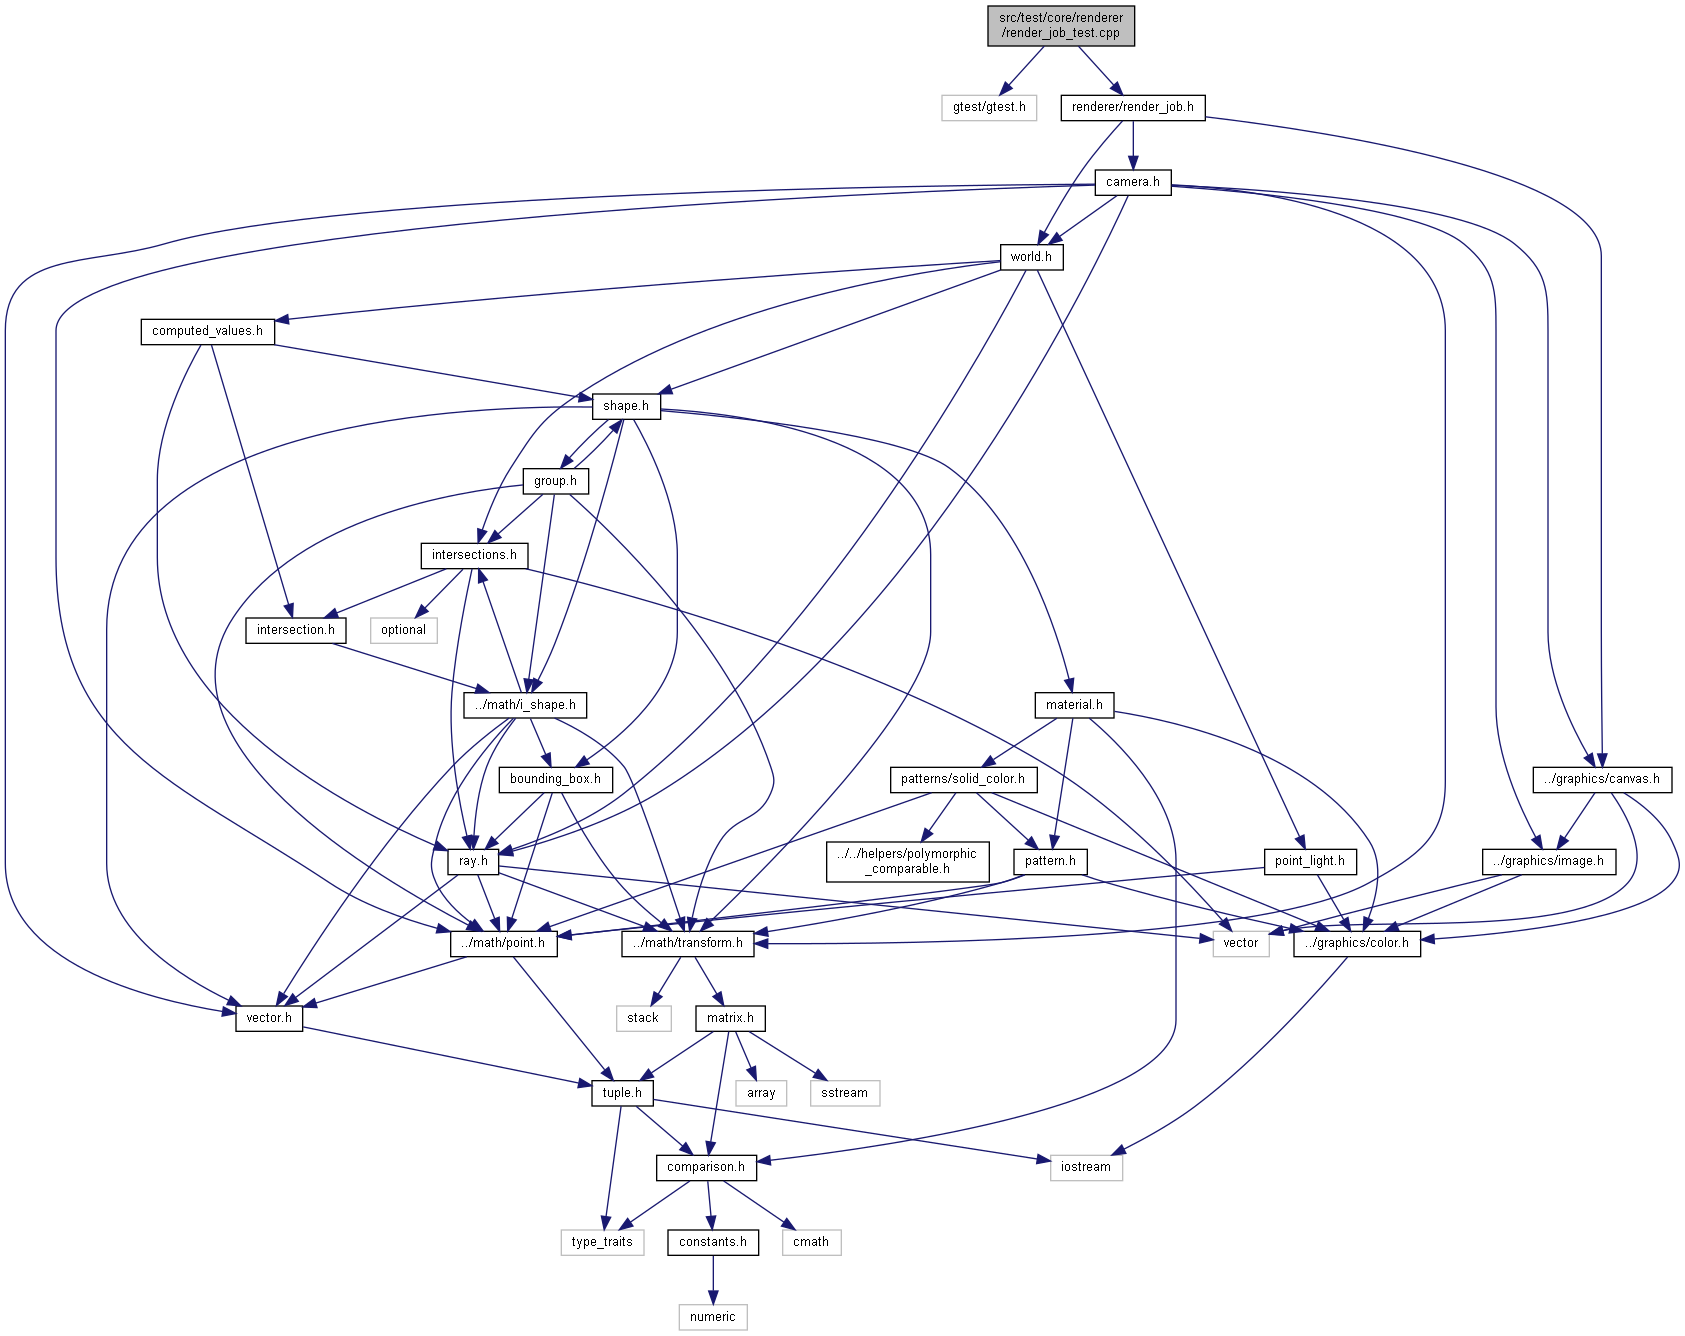 src/test/core/renderer
/render_job_test.cpp
gtest/gtest.h
renderer/render_job.h
camera.h
world.h
computed_values.h
shape.h
group.h
intersections.h
intersection.h
optional
../math/i_shape.h
material.h
bounding_box.h
patterns/solid_color.h
../graphics/canvas.h
ray.h
../../helpers/polymorphic
_comparable.h
pattern.h
point_light.h
../graphics/image.h
../math/point.h
../math/transform.h
vector
../graphics/color.h
vector.h
stack
matrix.h
tuple.h
array
sstream
comparison.h
iostream
type_traits
constants.h
cmath
numeric